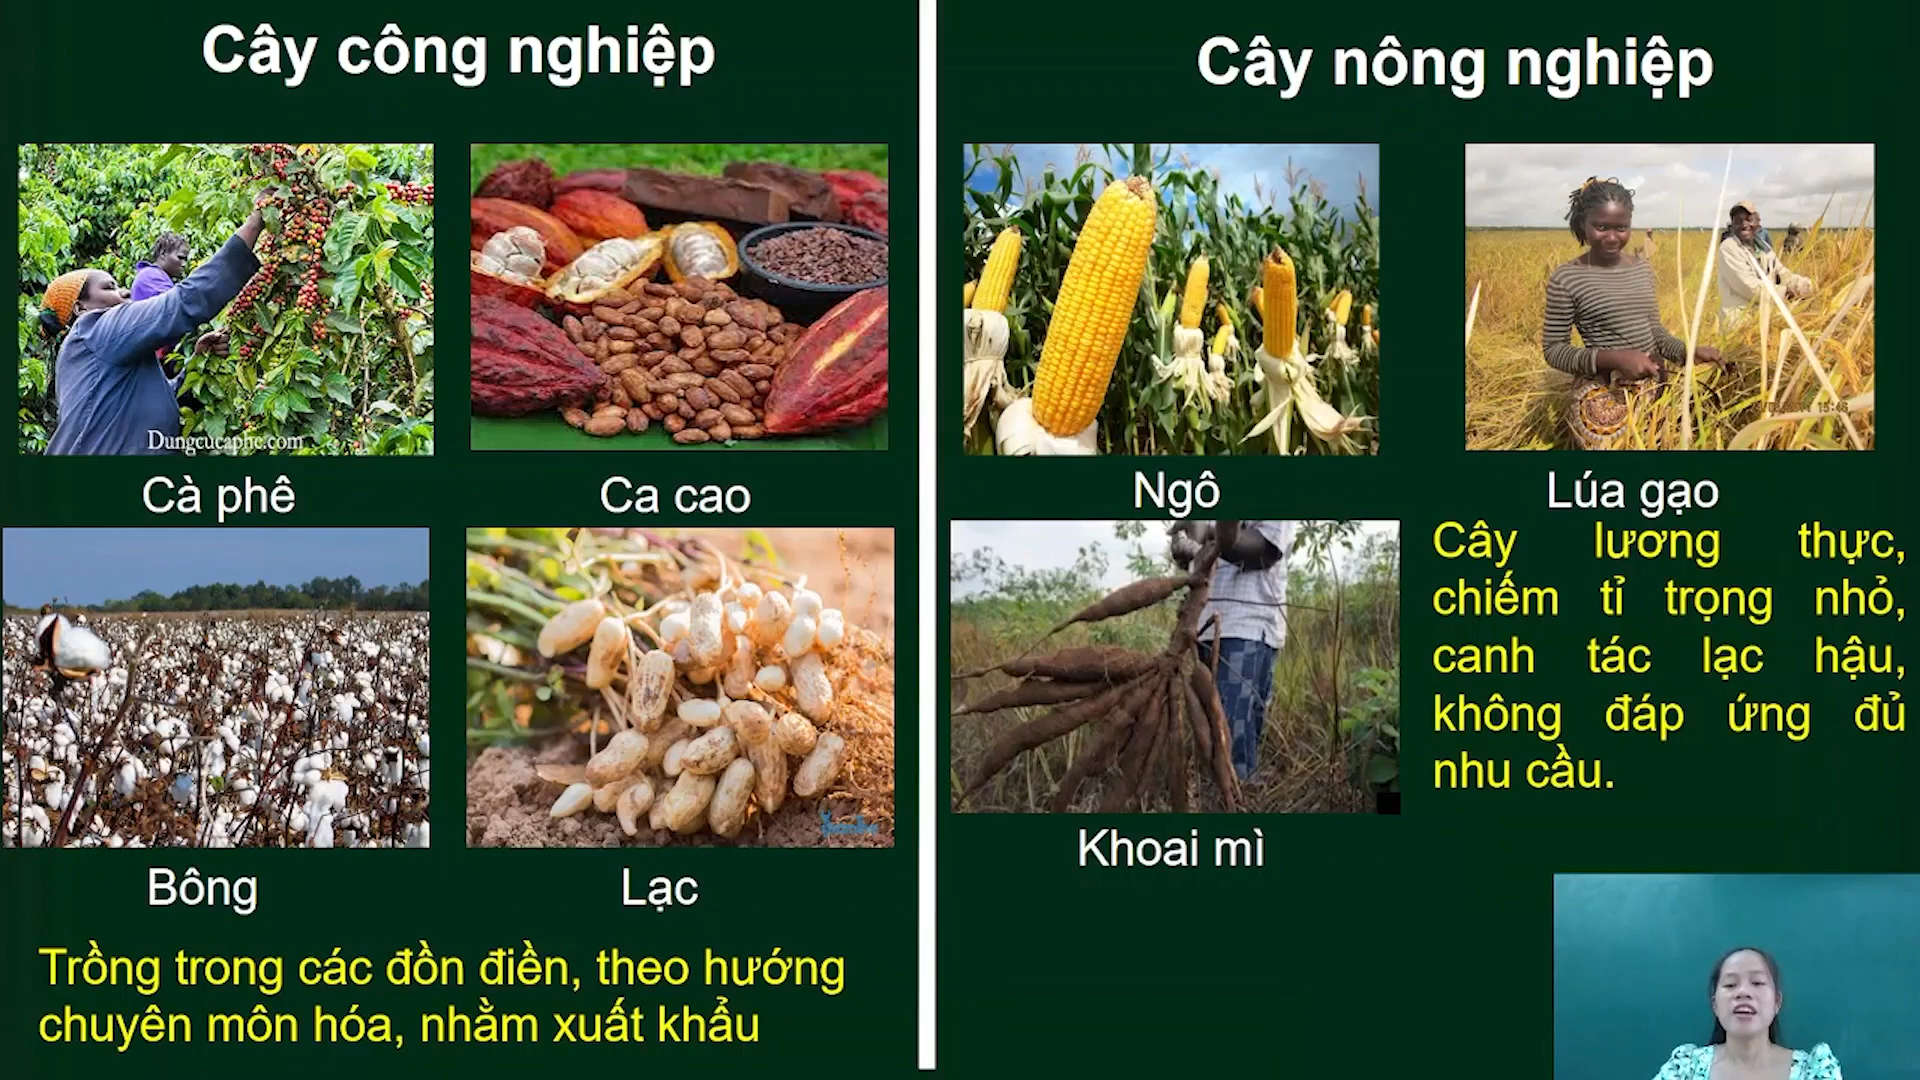 Cây công nghiệp
Dungcucaphe.com
Cà phê
Ca cao
Bông
Lạc
Trồng trong các đồn điền, theo hướng
chuyên môn hóa, nhằm xuất khẩu
Cây nông nghiệp
Ngô
Lúa gạo
Khoai mì
Cây lương thực,
chiếm tỉ trọng nhỏ,
canh tác lạc hậu,
không đáp ứng đủ
nhu cầu.